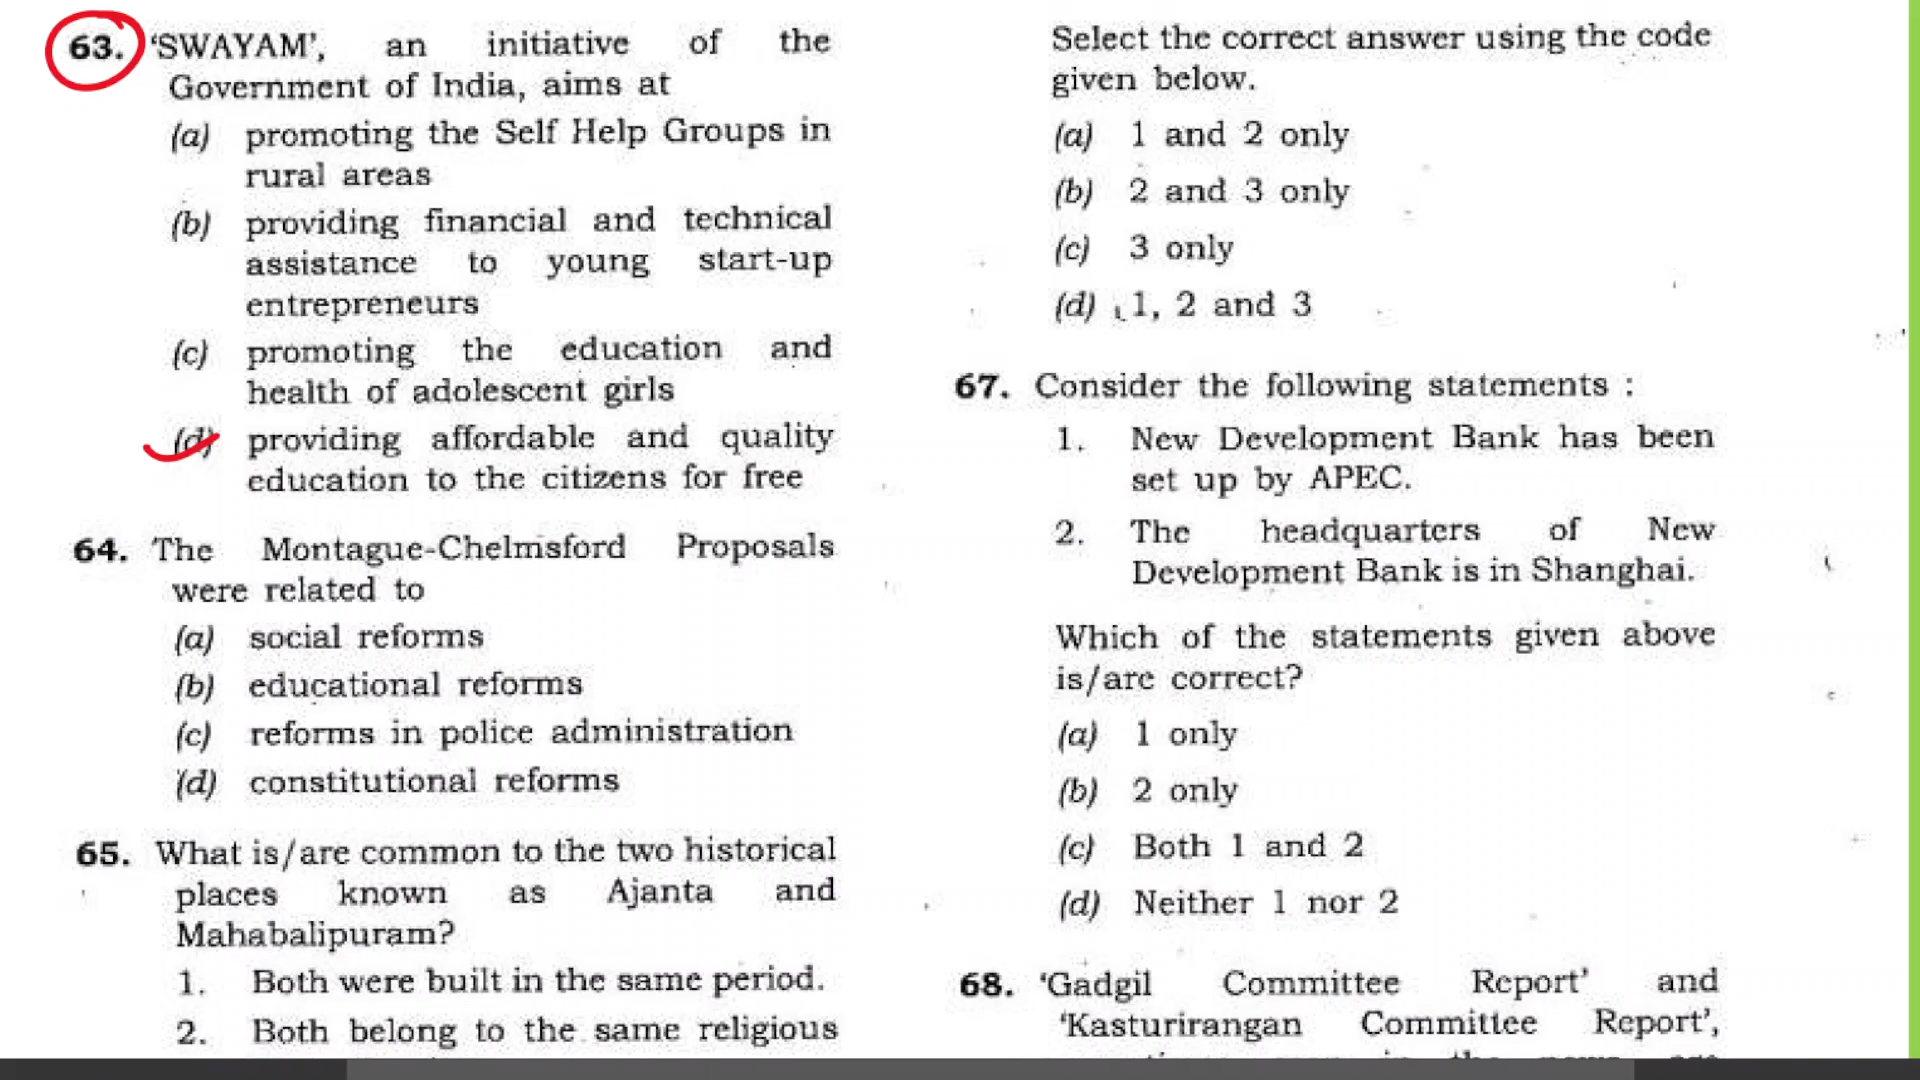 63. 'SWAYAM', an initiative of the
Government of India, aims at
(a) promoting the Self Help Groups in
rural areas
(b) providing financial and technical
assistance to young start-up
entrepreneurs
(c) promoting the education and
health of adolescent girls
(d) providing affordable and quality
education to the citizens for free
64. The Montague-Chelmsford Proposals
were related to
(a) social reforms
(b) educational reforms
(c) reforms in police administration
(d) constitutional reforms
65. What is/are common to the two historical
places known as Ajanta and
Mahabalipuram?
1. Both were built in the same period.
2. Both belong to the same religious
Select the correct answer using the code
given below.
(a) 1 and 2 only
(b) 2 and 3 only
(c) 3 only
(d) 1, 2 and 3
67. Consider the following statements :
1. New Development Bank has been
set up by APEC.
2. The headquarters of New
Development Bank is in Shanghai.
Which of the statements given above
is/are correct?
(a) 1 only
(b) 2 only
(c) Both 1 and 2
(d) Neither 1 nor 2
68. 'Gadgil Committee Report' and
'Kasturirangan Committee Report',